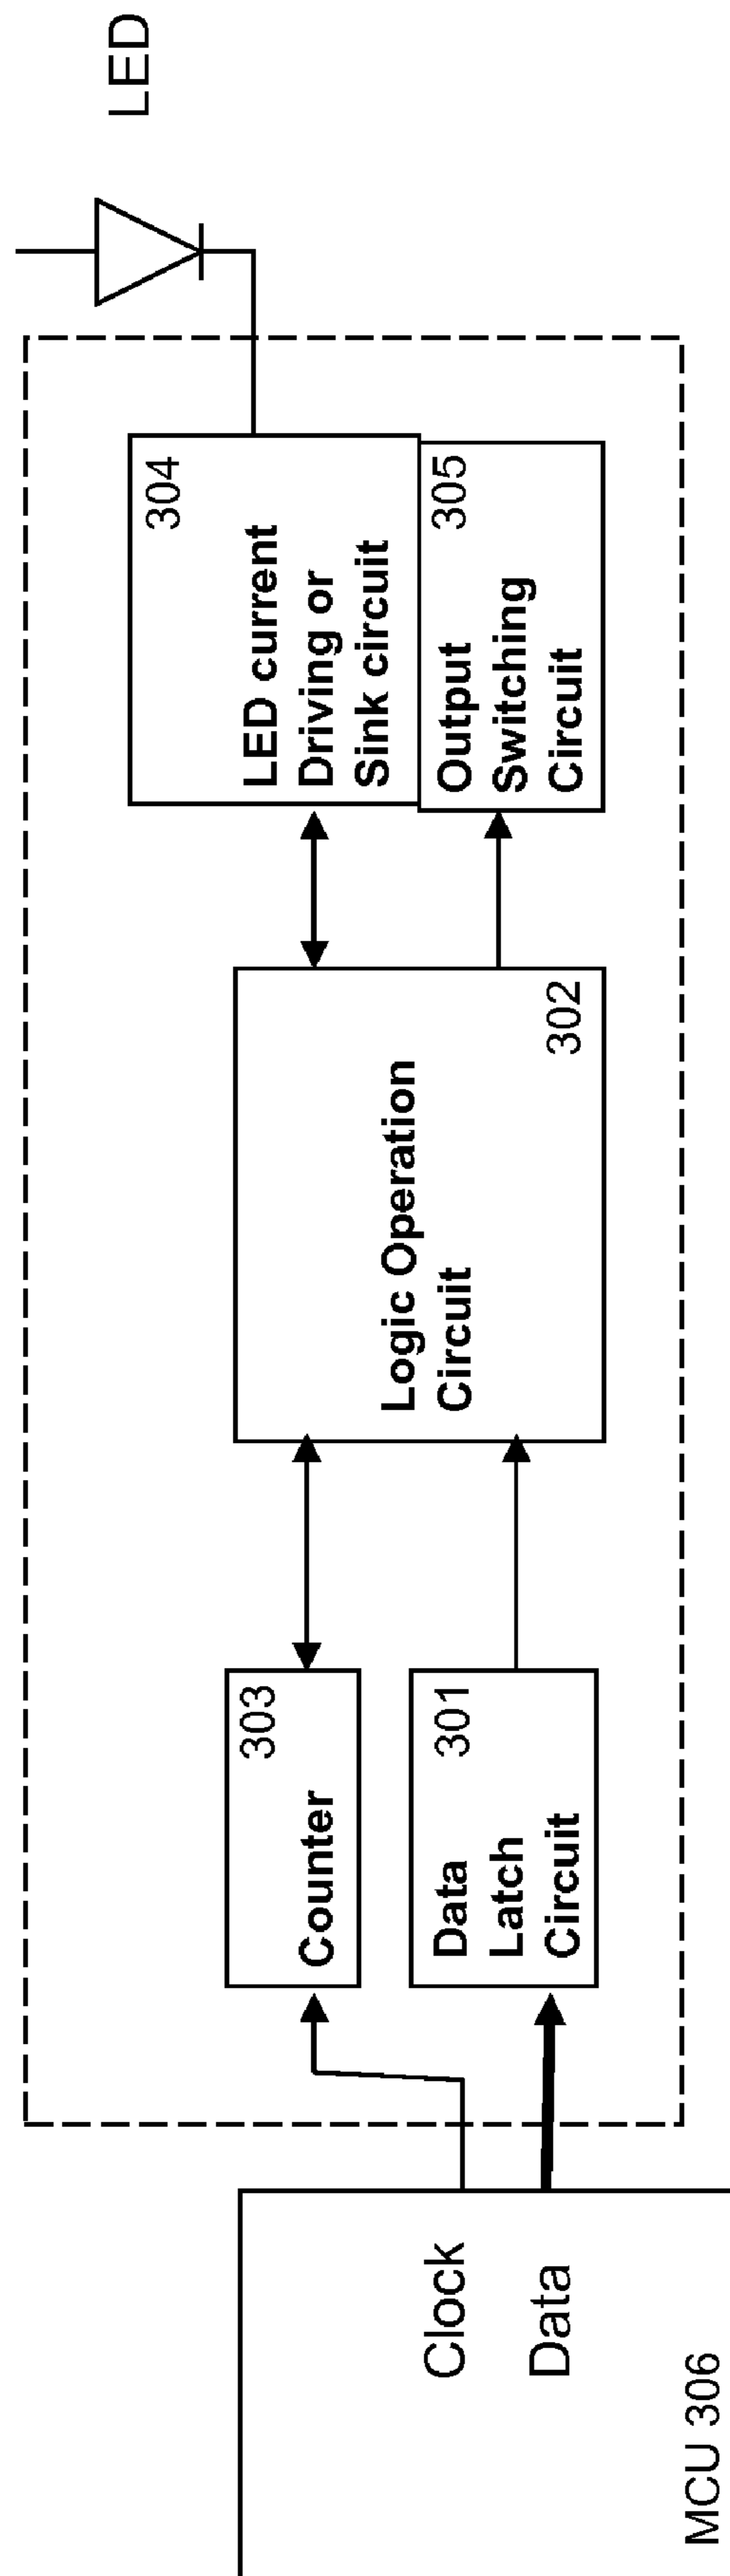 MCU 306
Clock
Data
Counter
303
Data
Latch
Circuit
301
Logic Operation
Circuit
302
LED current
Driving or
Sink circuit
304
Output
Switching
Circuit
305
LED